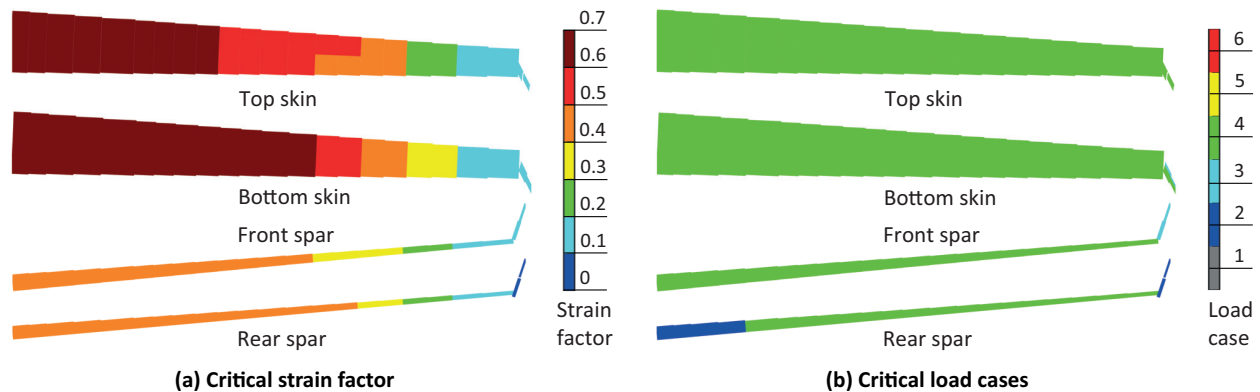 0.7
0.6
0.5
0.4
0.3
0.2
0.1
0
Strain
factor
Top skin
Bottom skin
Front spar
Rear spar
(a) Critical strain factor
6
5
4
3
2
1
Load
case
Top skin
Bottom skin
Front spar
Rear spar
(b) Critical load cases